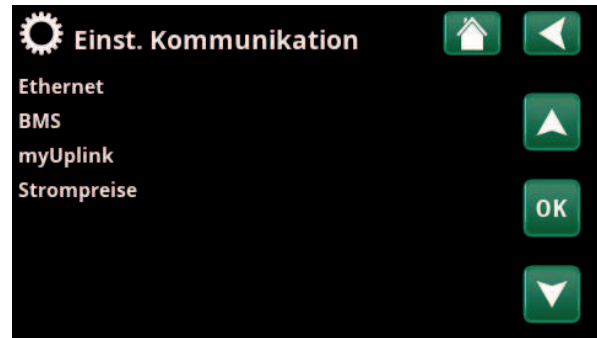 Einst. Kommunikation
Ethernet
BMS
myUplink
Strompreise
OK